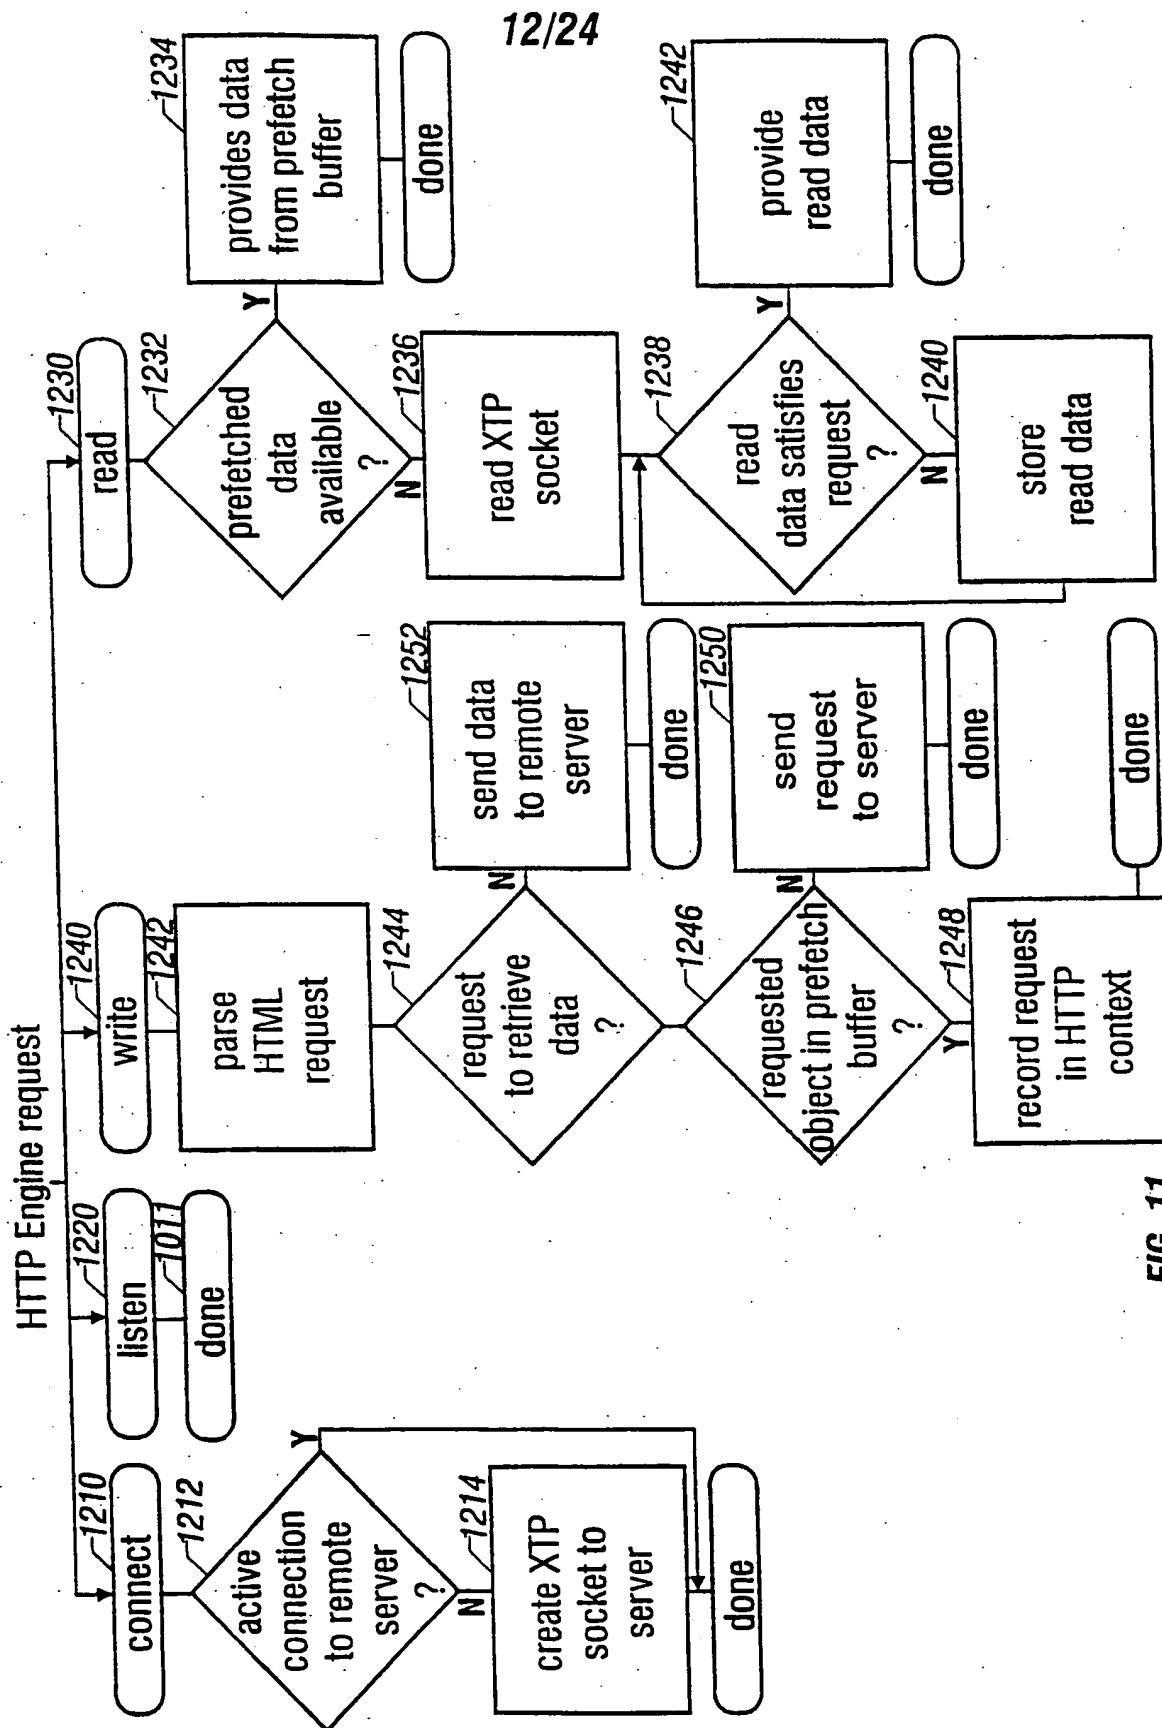 12/24
HTTP Engine request
1210
connect
1212
active
connection
to remote
server
?
Y
N
1214
create XTP
socket to
server
done
1220
listen
1011
done
1240
write
1242
parse
HTML
request
1244
request
to retrieve
data
?
N
1252
send data
to remote
server
done
1246
requested
object in prefetch
buffer
?
N
1250
send
request
to server
done
Y
1248
record request
in HTTP
context
done
1230
read
1232
prefetched
data
available
?
Y
1234
provides data
from prefetch
buffer
done
N
1236
read XTP
socket
1238
read
data satisfies
request
?
Y
1242
provide
read data
done
N
1240
store
read data
FIG. 11